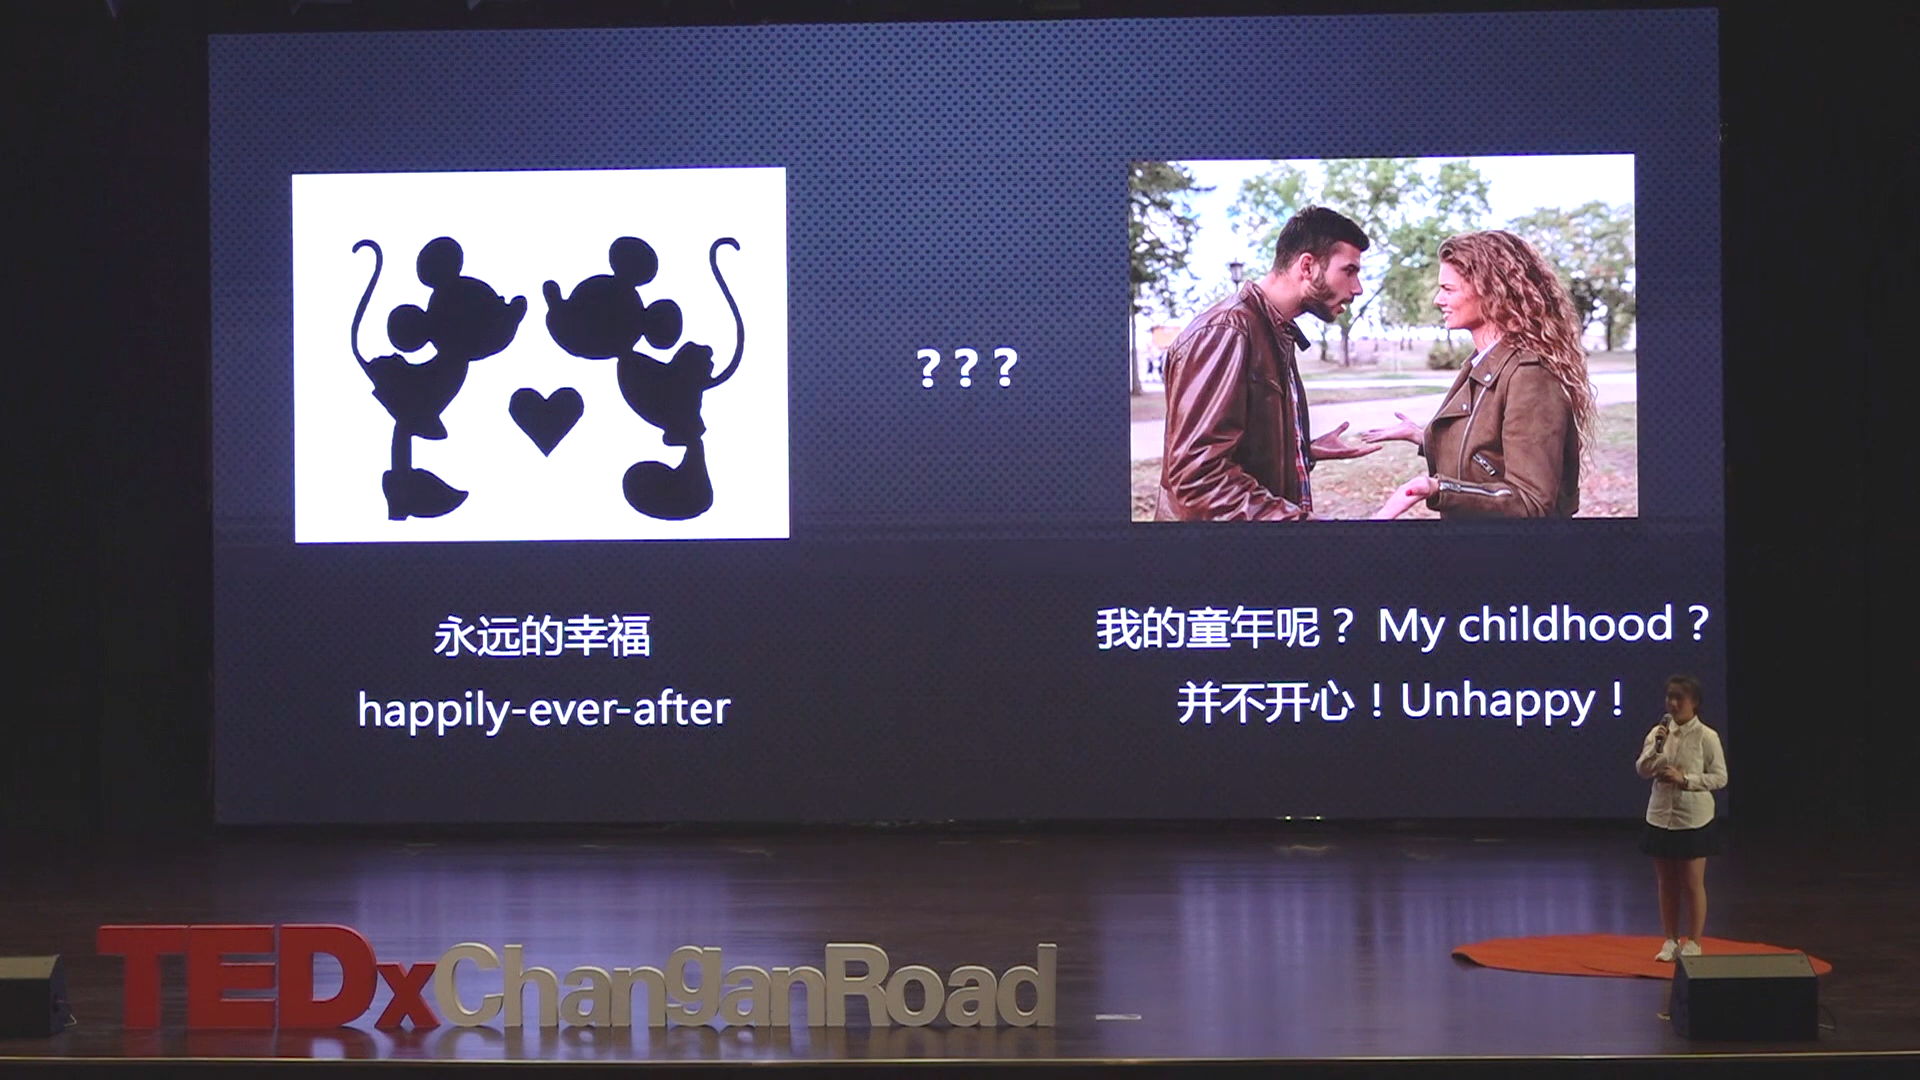 ???
永远的幸福
happily-ever-after
我的童年呢？ My childhood？
并不开心！Unhappy！
TEDxChanganRoad